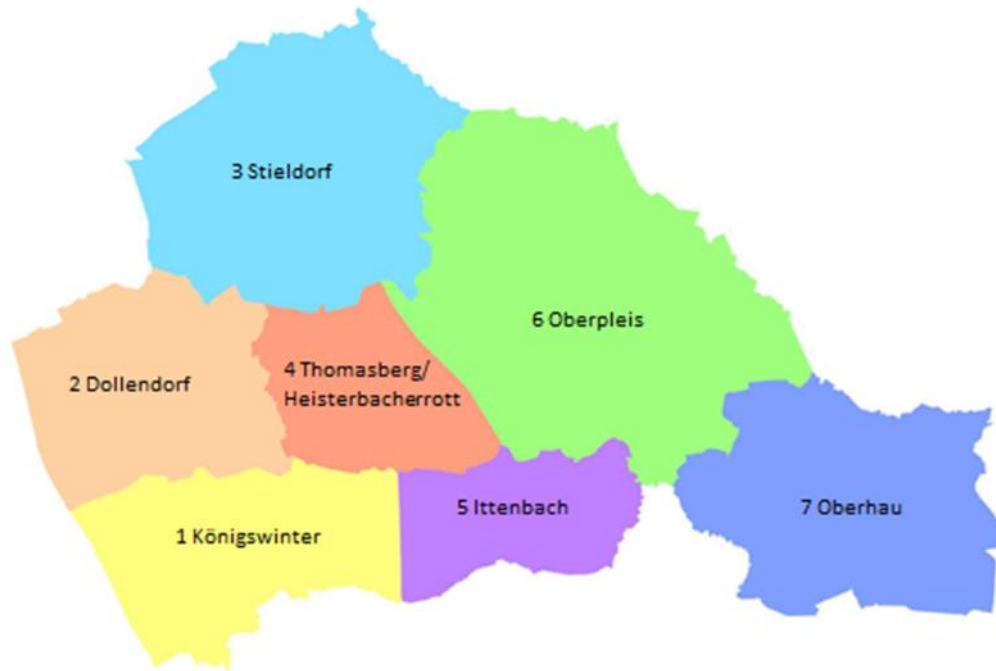 3 Stieldorf
6 Oberpleis
2 Dollendorf
4 Thomasberg/
Heisterbacherrott
1 Königswinter
5 Ittenbach
7 Oberhau